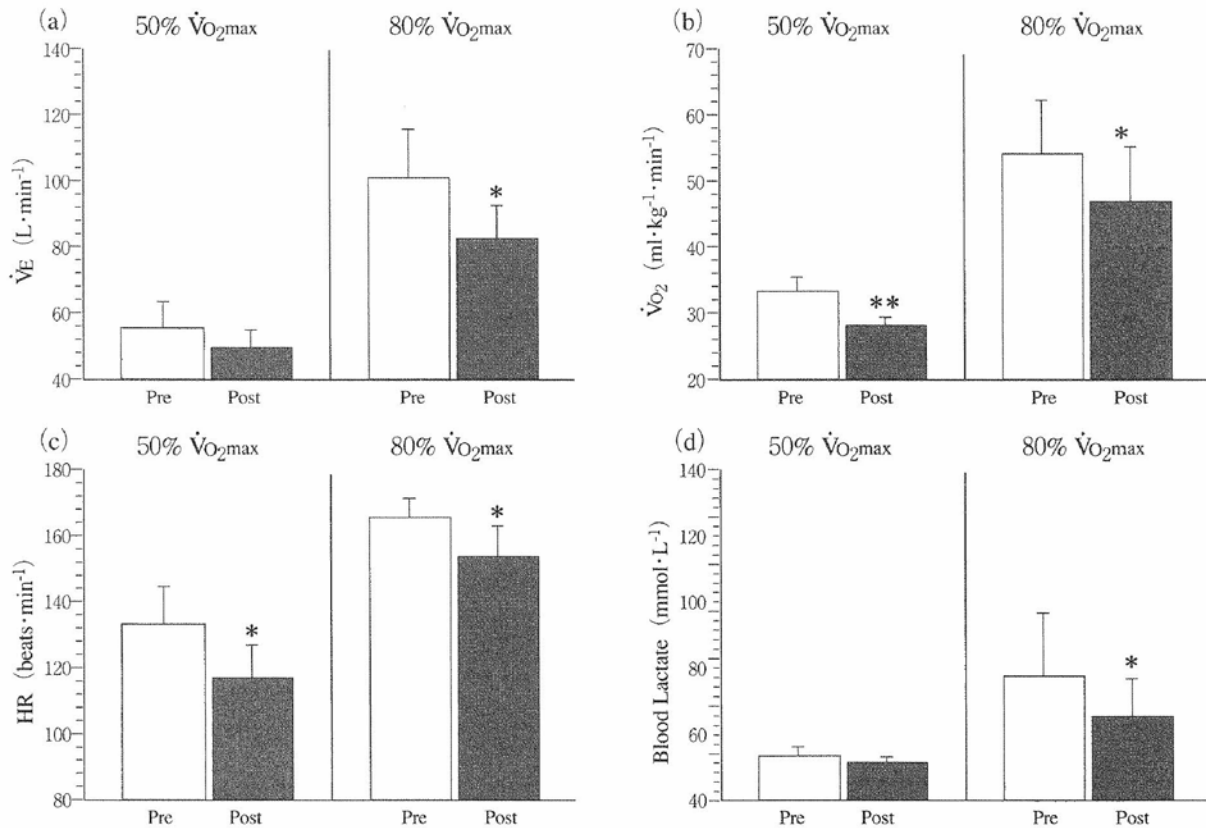 (a)
50% V̇O₂max 80% V̇O₂max
140
120
100
80
60
40
V̇E (L·min⁻¹)
*
Pre Post Pre Post
(b)
50% V̇O₂max 80% V̇O₂max
70
60
50
40
30
20
V̇O₂ (ml·kg⁻¹·min⁻¹)
**
*
Pre Post Pre Post
(c)
50% V̇O₂max 80% V̇O₂max
180
160
140
120
100
80
HR (beats·min⁻¹)
*
*
Pre Post Pre Post
(d)
50% V̇O₂max 80% V̇O₂max
140
120
100
80
60
40
Blood Lactate (mmol·L⁻¹)
*
Pre Post Pre Post